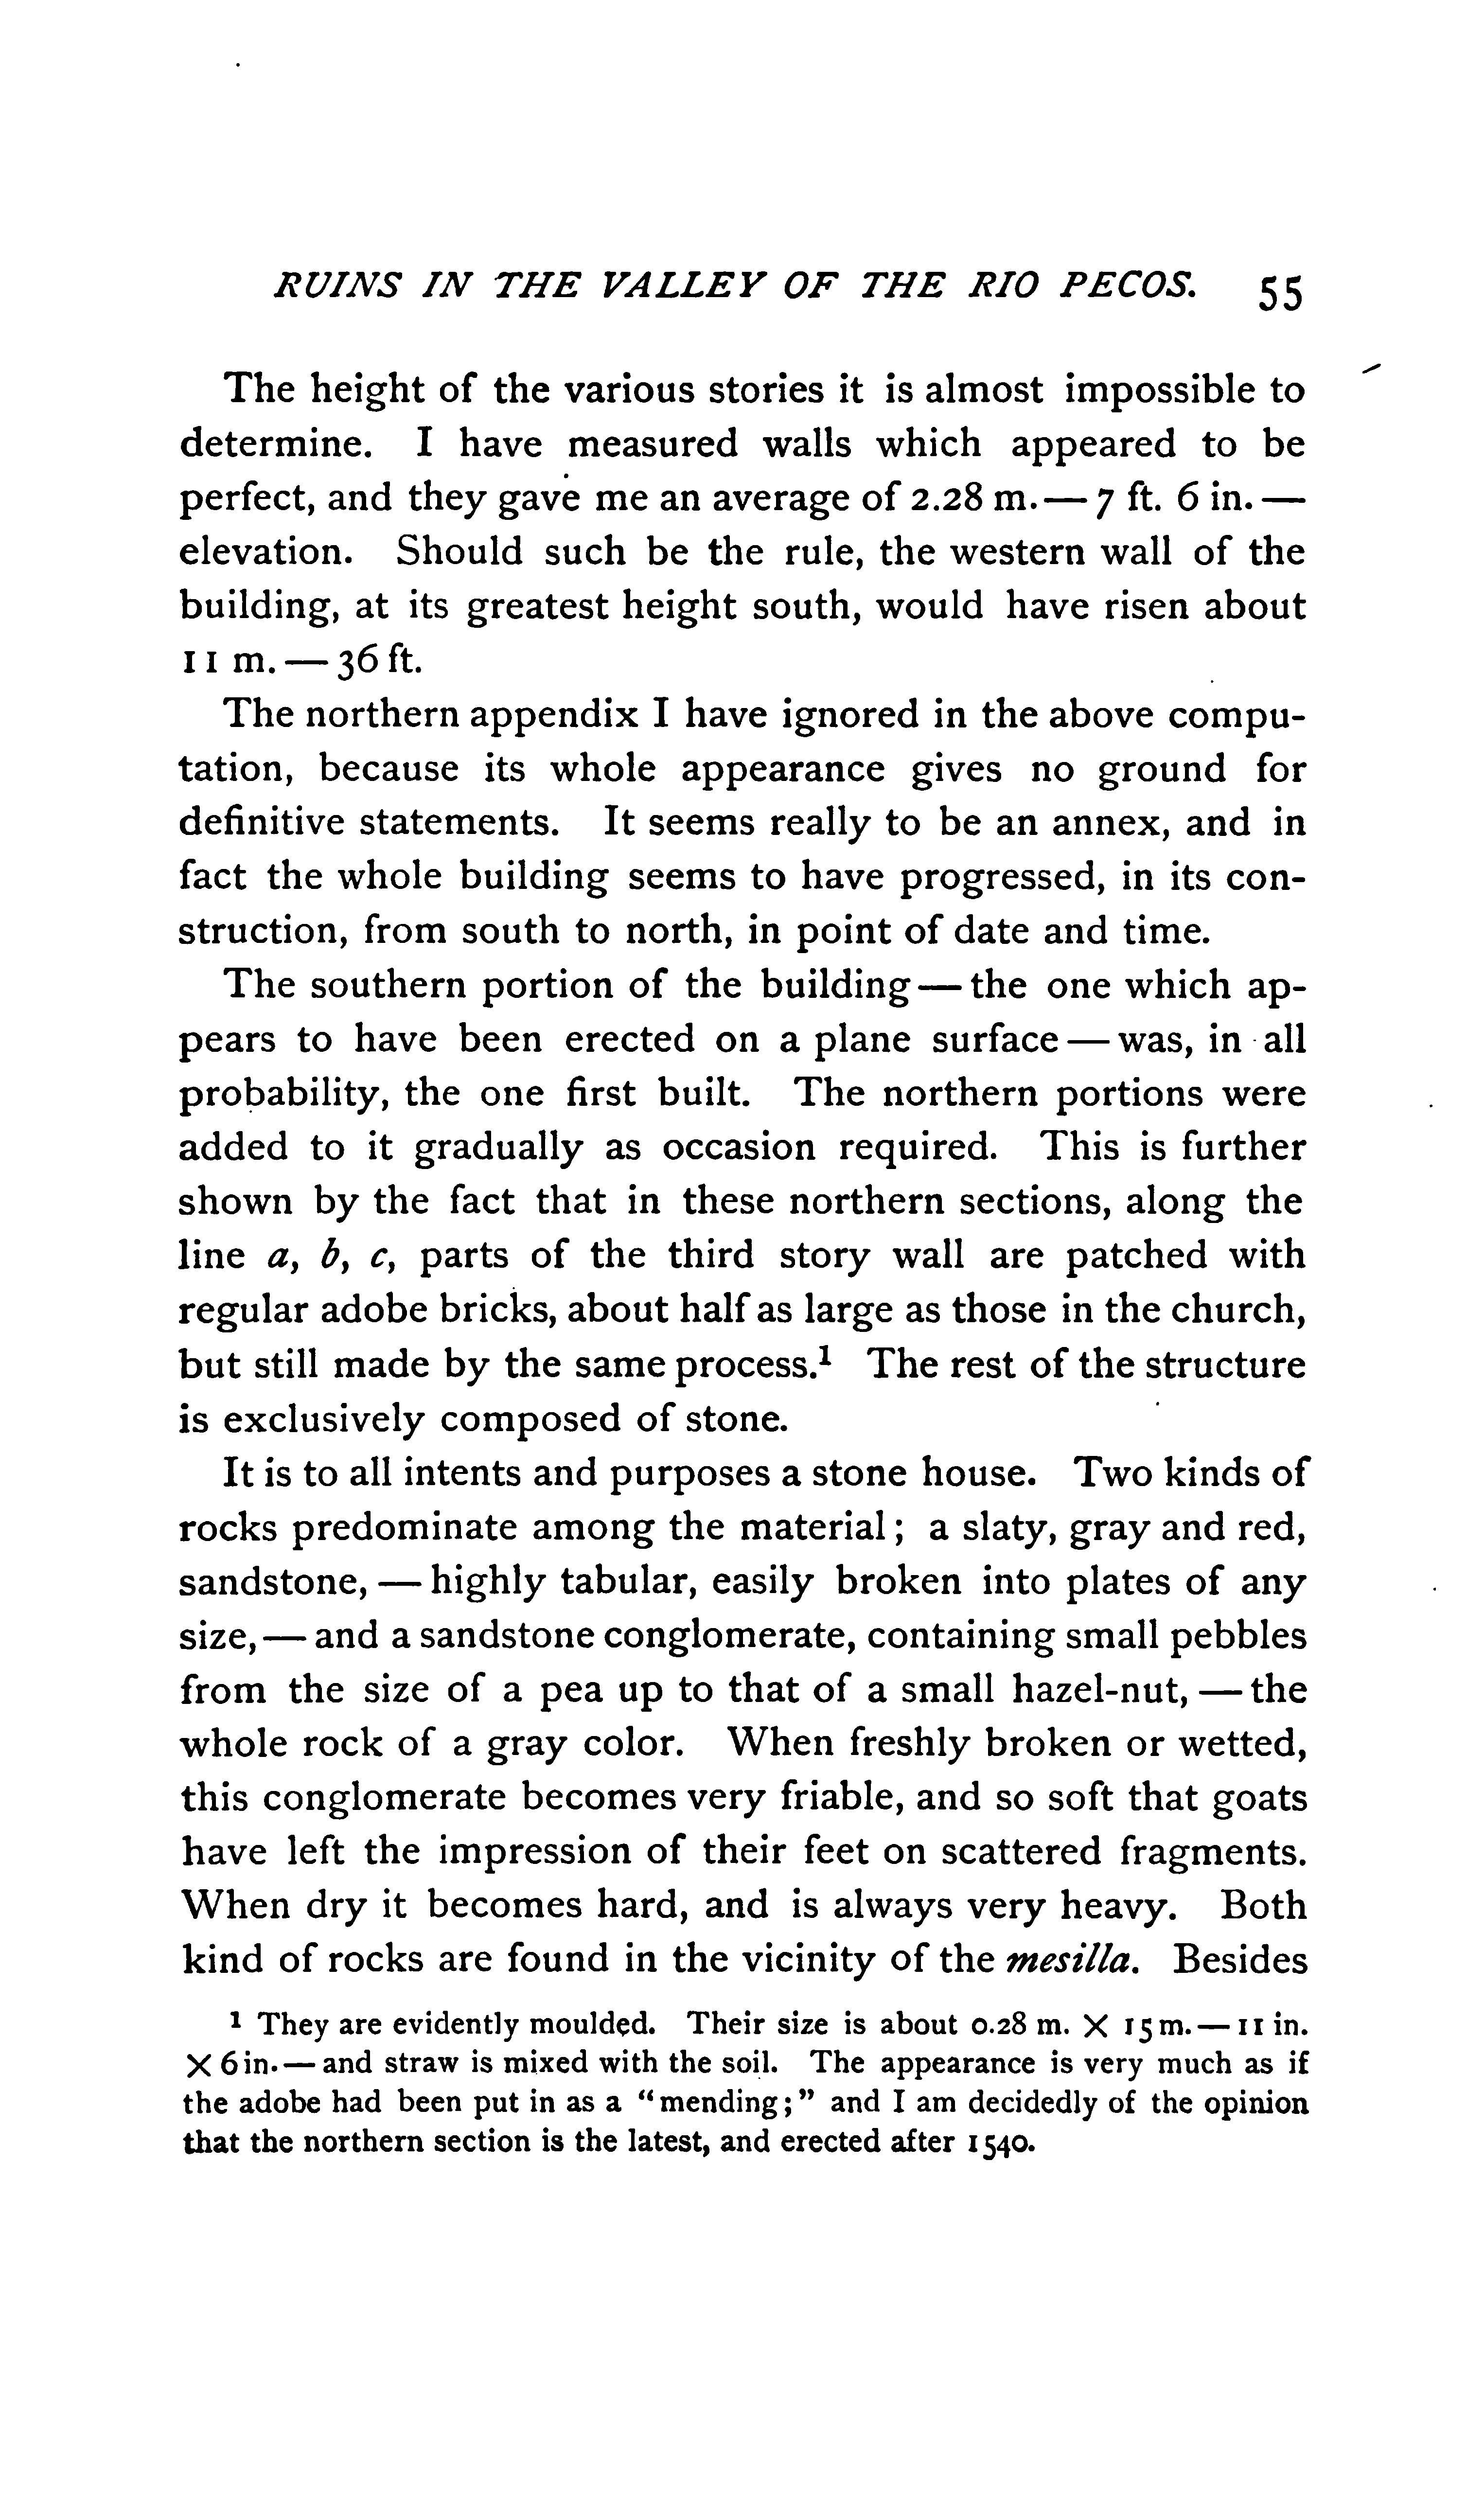 RUINS IN THE VALLEY OF THE RIO PECOS. 55
The height of the various stories it is almost impossible to
determine. I have measured walls which appeared to be
perfect, and they gave me an average of 2.28 m. — 7 ft. 6 in. —
elevation. Should such be the rule, the western wall of the
building, at its greatest height south, would have risen about
11 m. — 36 ft.
The northern appendix I have ignored in the above compu-
tation, because its whole appearance gives no ground for
definitive statements. It seems really to be an annex, and in
fact the whole building seems to have progressed, in its con-
struction, from south to north, in point of date and time.
The southern portion of the building — the one which ap-
pears to have been erected on a plane surface — was, in all
probability, the one first built. The northern portions were
added to it gradually as occasion required. This is further
shown by the fact that in these northern sections, along the
line a, b, c, parts of the third story wall are patched with
regular adobe bricks, about half as large as those in the church,
but still made by the same process.¹ The rest of the structure
is exclusively composed of stone.
It is to all intents and purposes a stone house. Two kinds of
rocks predominate among the material; a slaty, gray and red,
sandstone, — highly tabular, easily broken into plates of any
size, — and a sandstone conglomerate, containing small pebbles
from the size of a pea up to that of a small hazel-nut, — the
whole rock of a gray color. When freshly broken or wetted,
this conglomerate becomes very friable, and so soft that goats
have left the impression of their feet on scattered fragments.
When dry it becomes hard, and is always very heavy. Both
kind of rocks are found in the vicinity of the mesilla. Besides
¹ They are evidently moulded. Their size is about 0.28 m. × 15 m. — 11 in.
× 6 in. — and straw is mixed with the soil. The appearance is very much as if
the adobe had been put in as a "mending;" and I am decidedly of the opinion
that the northern section is the latest, and erected after 1540.